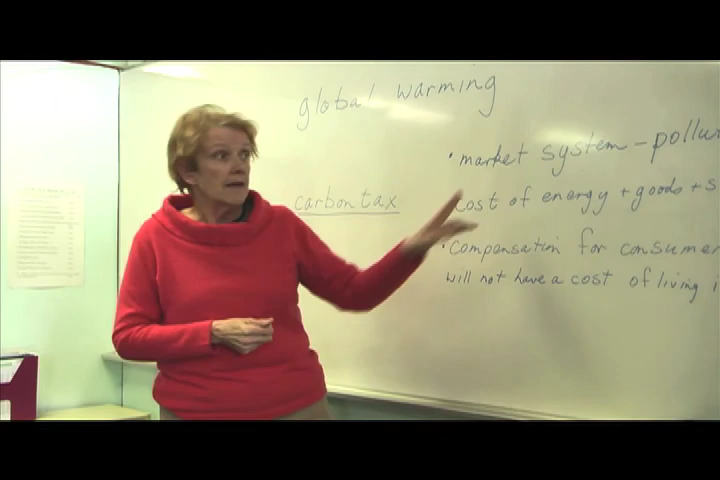 global warming
• market system - pollu
carbon tax
cost of energy + goods + s
• compensation for consumer
will not have a cost of living i